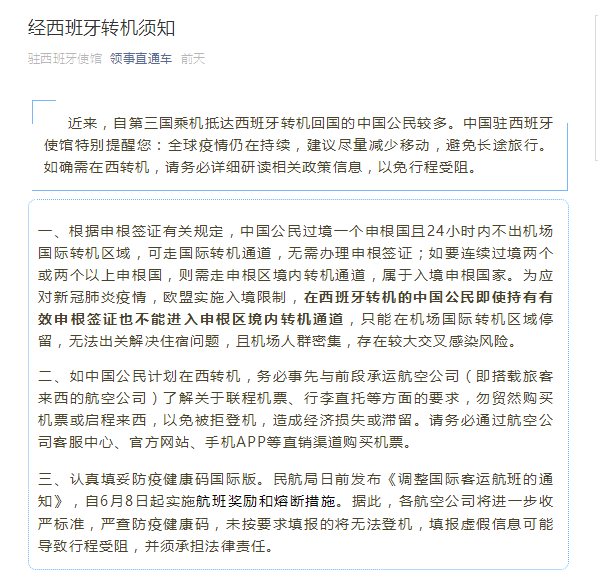 经西班牙转机须知
驻西班牙使馆 领事直通车 前天
近来，自第三国乘机抵达西班牙转机回国的中国公民较多。中国驻西班牙
使馆特别提醒您：全球疫情仍在持续，建议尽量减少移动，避免长途旅行。
如确需在西转机，请务必详细研读相关政策信息，以免行程受阻。
一、根据申根签证有关规定，中国公民过境一个申根国且24小时内不出机场
国际转机区域，可走国际转机通道，无需办理申根签证；如要连续过境两个
或两个以上申根国，则需走申根区境内转机通道，属于入境申根国家。为应
对新冠肺炎疫情，欧盟实施入境限制，在西班牙转机的中国公民即使持有有
效申根签证也不能进入申根区境内转机通道，只能在机场国际转机区域停
留，无法出关解决住宿问题，且机场人群密集，存在较大交叉感染风险。
二、如中国公民计划在西转机，务必事先与前段承运航空公司（即搭载旅客
来西的航空公司）了解关于联程机票、行李直托等方面的要求，勿贸然购买
机票或启程来西，以免被拒登机，造成经济损失或滞留。请务必通过航空公
司客服中心、官方网站、手机APP等直销渠道购买机票。
三、认真填妥防疫健康码国际版。民航局日前发布《调整国际客运航班的通
知》，自6月8日起实施航班奖励和熔断措施。据此，各航空公司将进一步收
严标准，严查防疫健康码，未按要求填报的将无法登机，填报虚假信息可能
导致行程受阻，并须承担法律责任。